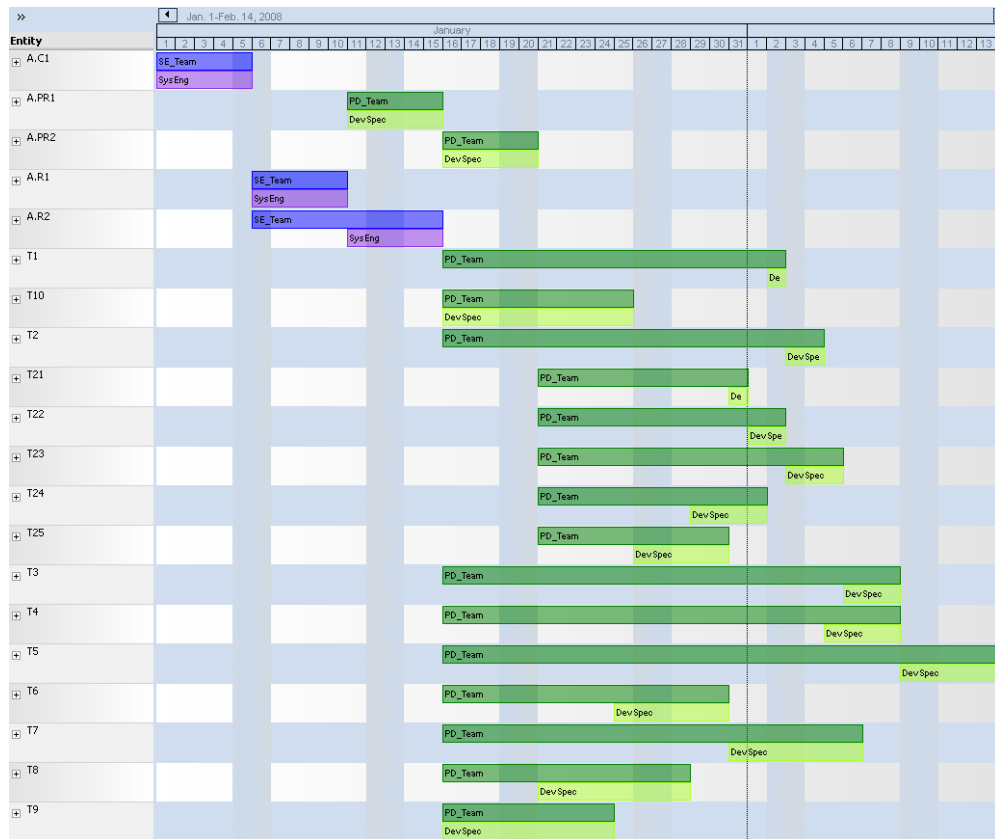 »
Jan. 1-Feb. 14, 2008
January
Entity
1 2 3 4 5 6 7 8 9 10 11 12 13 14 15 16 17 18 19 20 21 22 23 24 25 26 27 28 29 30 31 1 2 3 4 5 6 7 8 9 10 11 12 13
A.C1
SE_Team
SysEng
A.PR1
PD_Team
DevSpec
A.PR2
PD_Team
DevSpec
A.R1
SE_Team
SysEng
A.R2
SE_Team
SysEng
T1
PD_Team
De
T10
PD_Team
DevSpec
T2
PD_Team
DevSpe
T21
PD_Team
De
T22
PD_Team
DevSpe
T23
PD_Team
DevSpec
T24
PD_Team
DevSpec
T25
PD_Team
DevSpec
T3
PD_Team
DevSpec
T4
PD_Team
DevSpec
T5
PD_Team
DevSpec
T6
PD_Team
DevSpec
T7
PD_Team
DevSpec
T8
PD_Team
DevSpec
T9
PD_Team
DevSpec